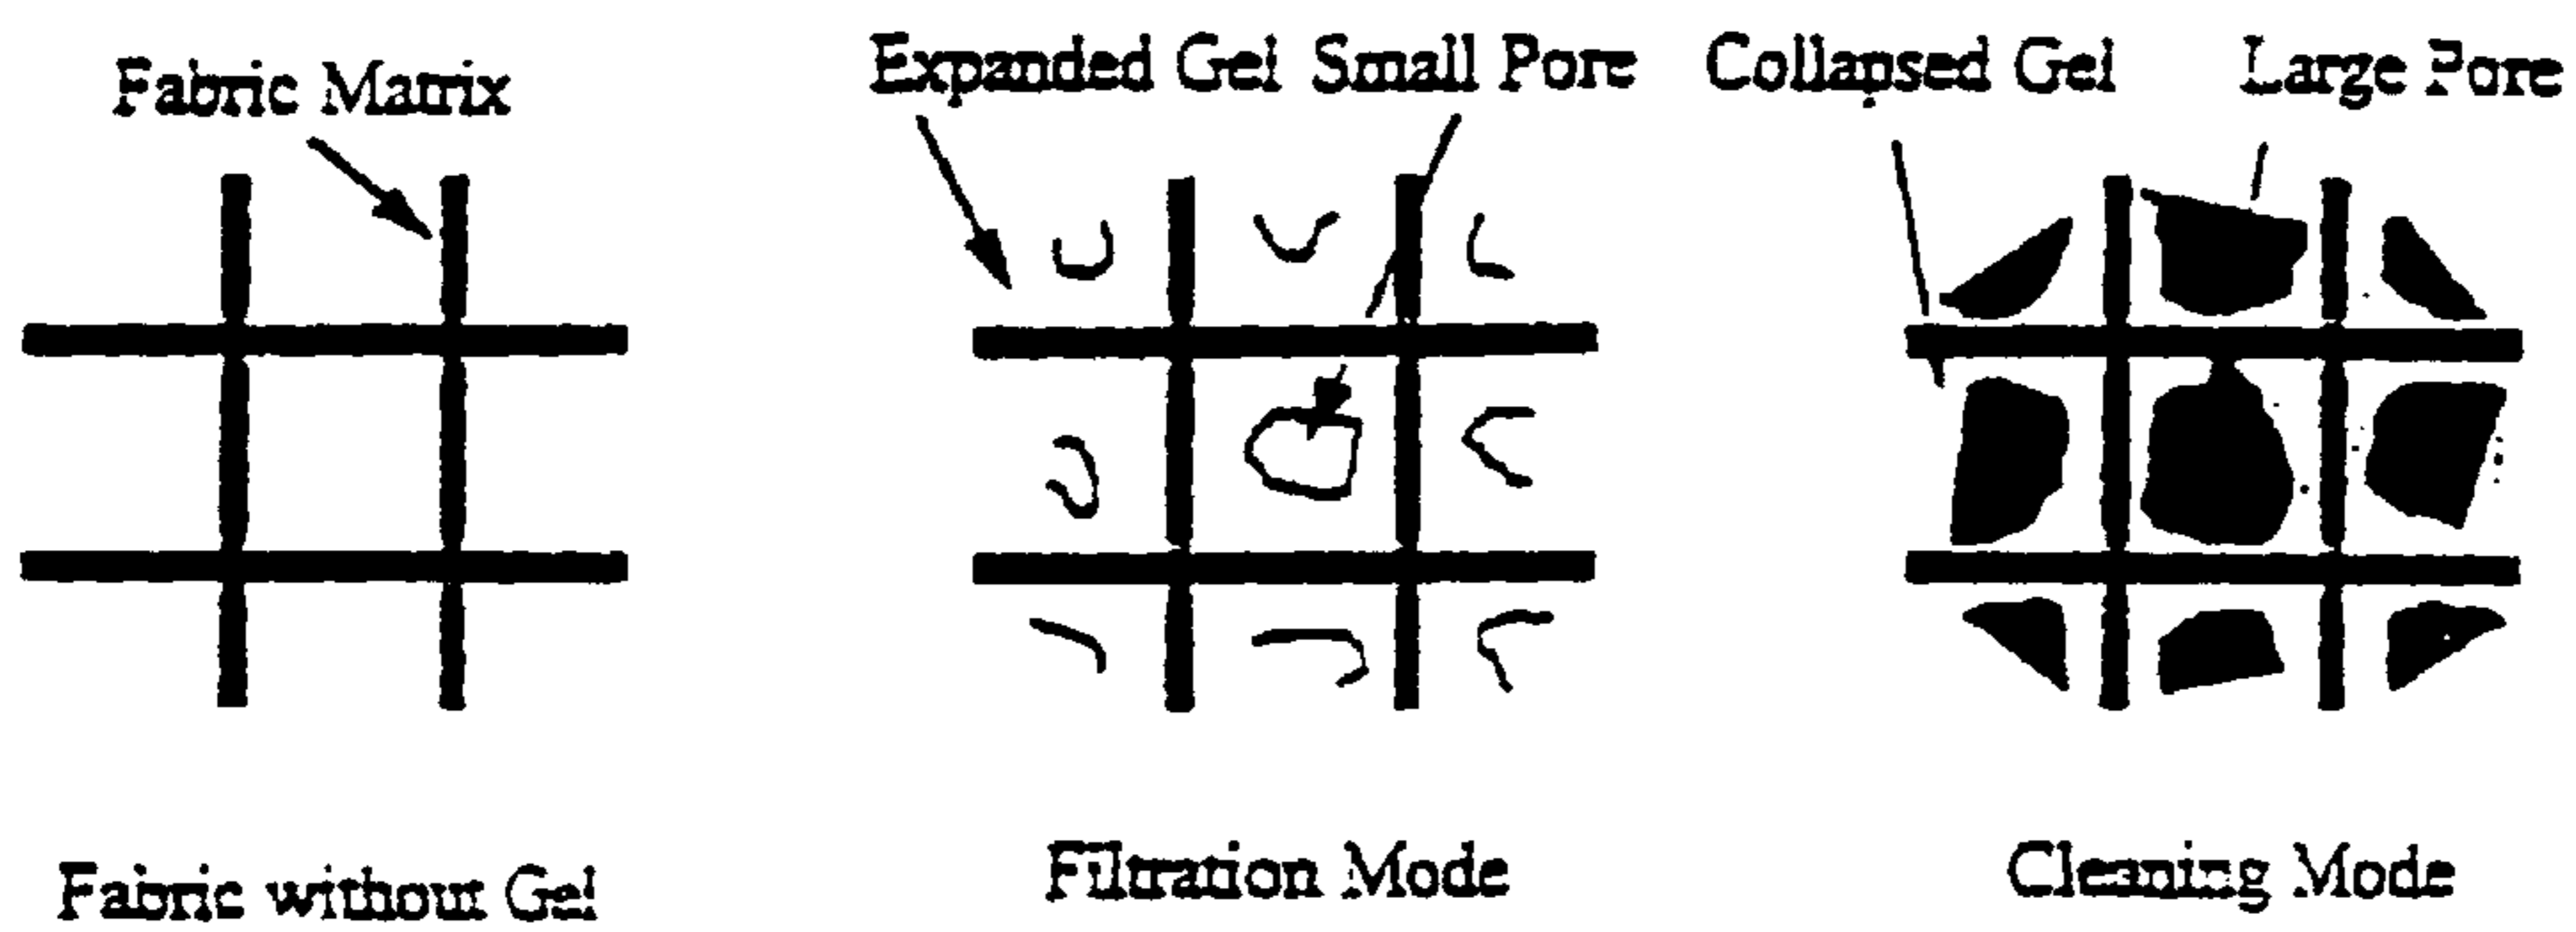 Fabric Matrix
Expanded Gel Small Pore
Collapsed Gel Large Pore
Fabric without Gel
Filtration Mode
Cleaning Mode